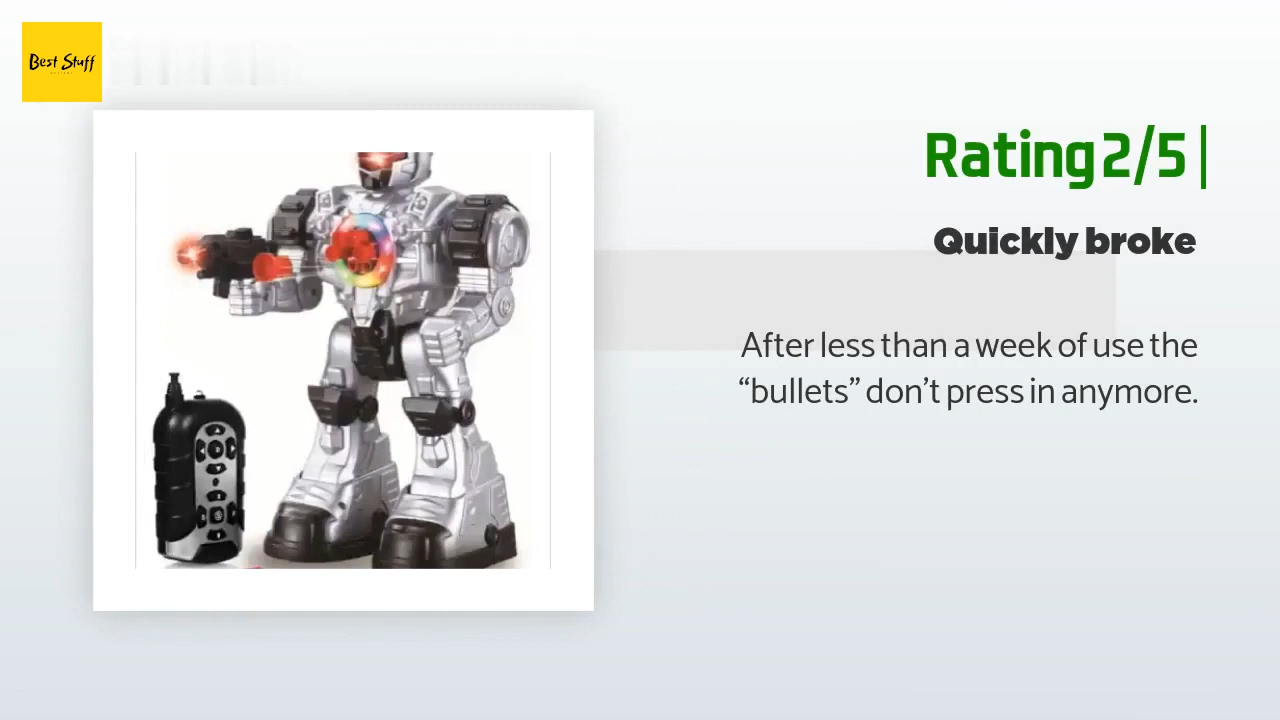 Best Stuff
Rating 2/5 |
Quickly broke
After less than a week of use the
“bullets” don’t press in anymore.